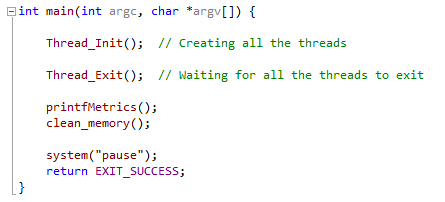 int main(int argc, char *argv[]) {
Thread_Init();  // Creating all the threads
Thread_Exit();  // Waiting for all the threads to exit
printfMetrics();
clean_memory();
system("pause");
return EXIT_SUCCESS;
}